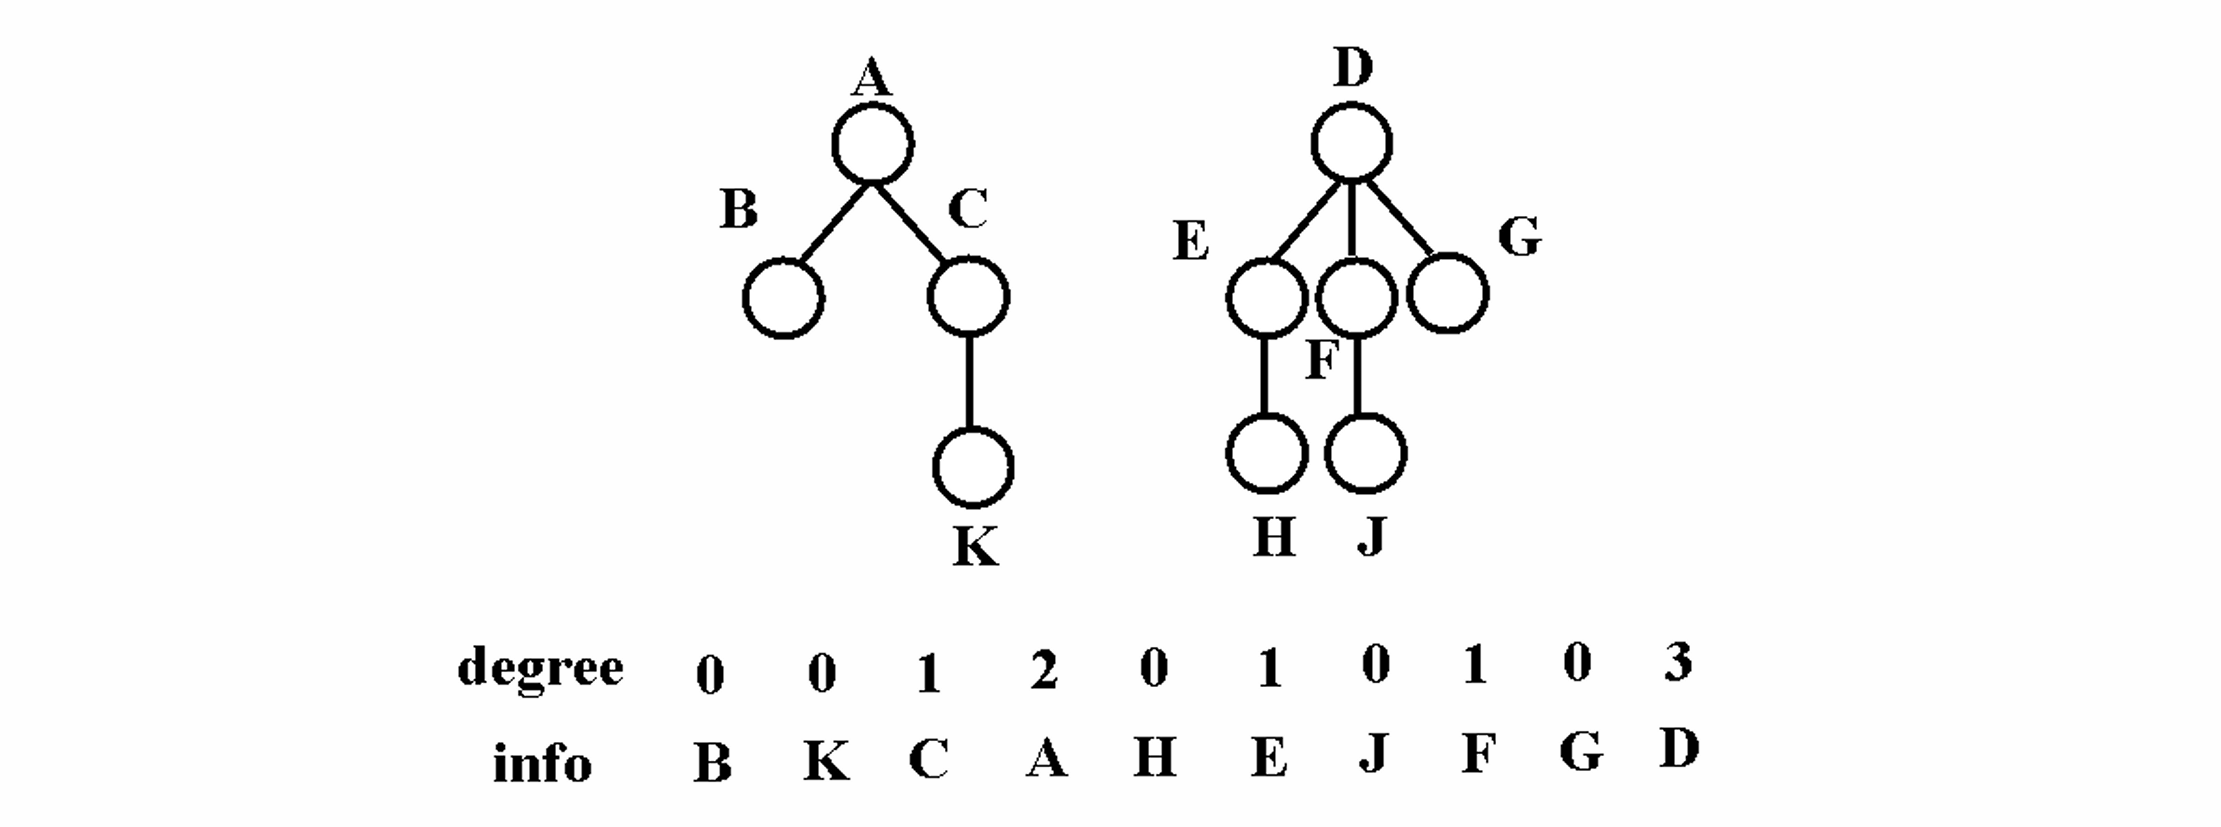 A D
B C E G
F
H J
K
degree 0 0 1 2 0 1 0 1 0 3
info B K C A H E J F G D